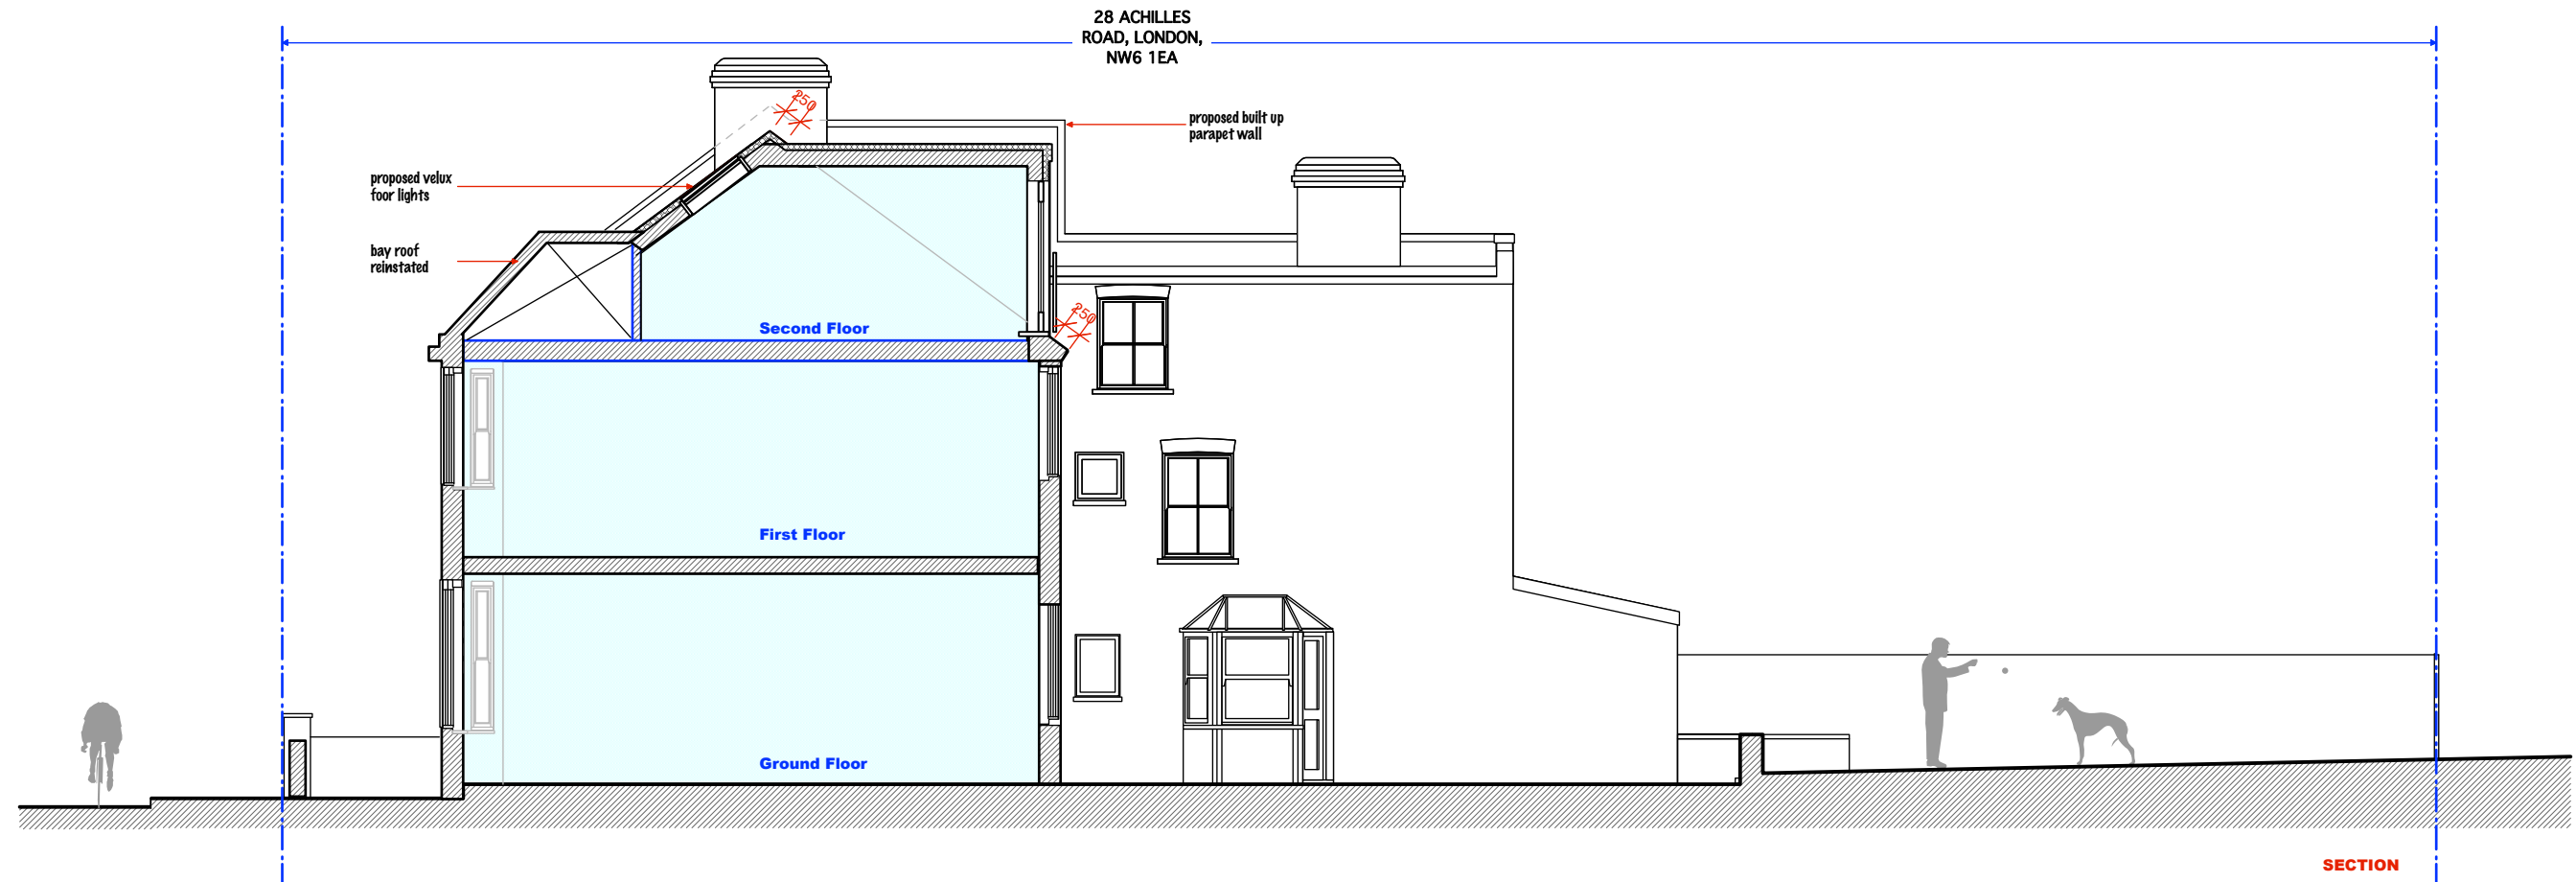 28 ACHILLES
ROAD, LONDON,
NW6 1EA
250
proposed built up
parapet wall
proposed velux
foor lights
bay roof
reinstated
250
Second Floor
First Floor
Ground Floor
SECTION